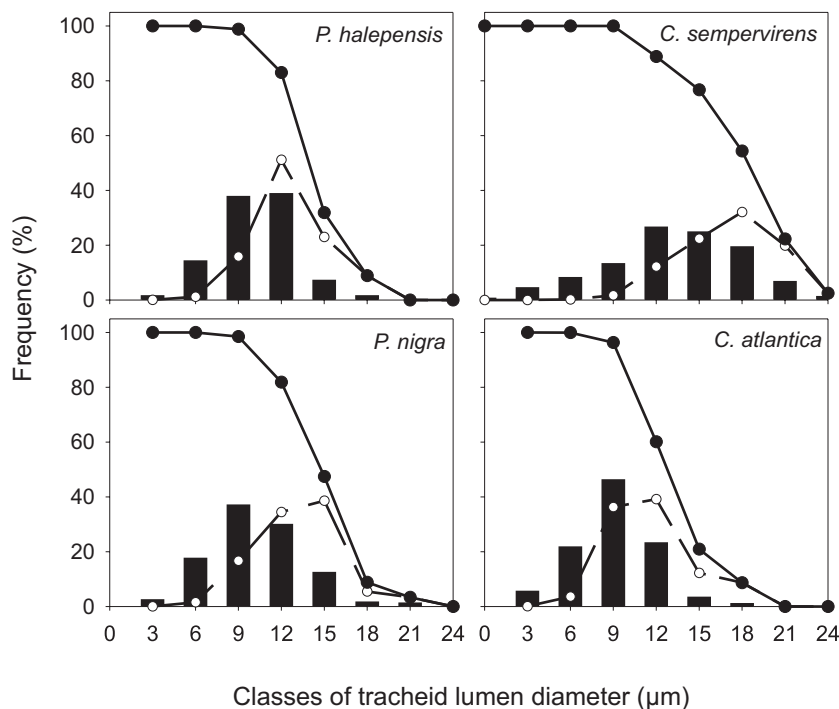 100
80
60
40
20
0
P. halepensis
C. sempervirens
Frequency (%)
100
80
60
40
20
0
P. nigra
C. atlantica
0 3 6 9 12 15 18 21 24
0 3 6 9 12 15 18 21 24
Classes of tracheid lumen diameter (μm)